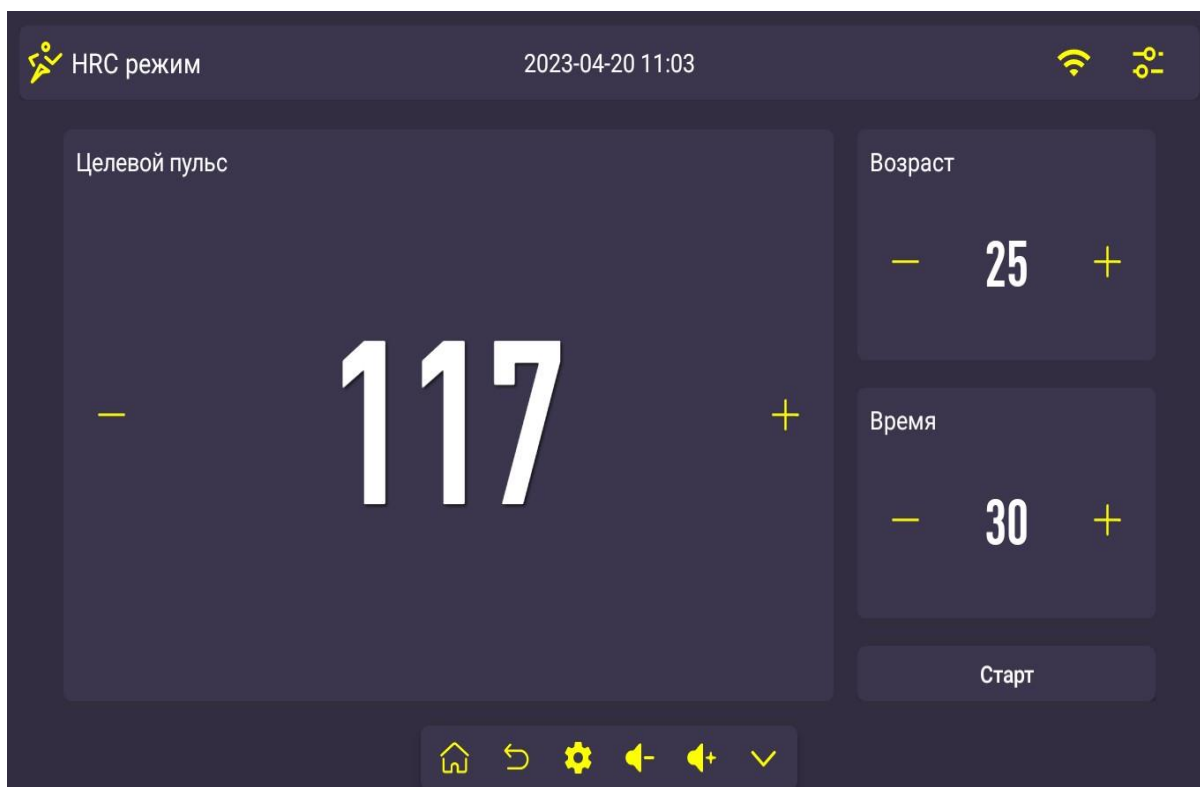 HRC режим
2023-04-20 11:03
Целевой пульс
117
Возраст
25
Время
30
Старт